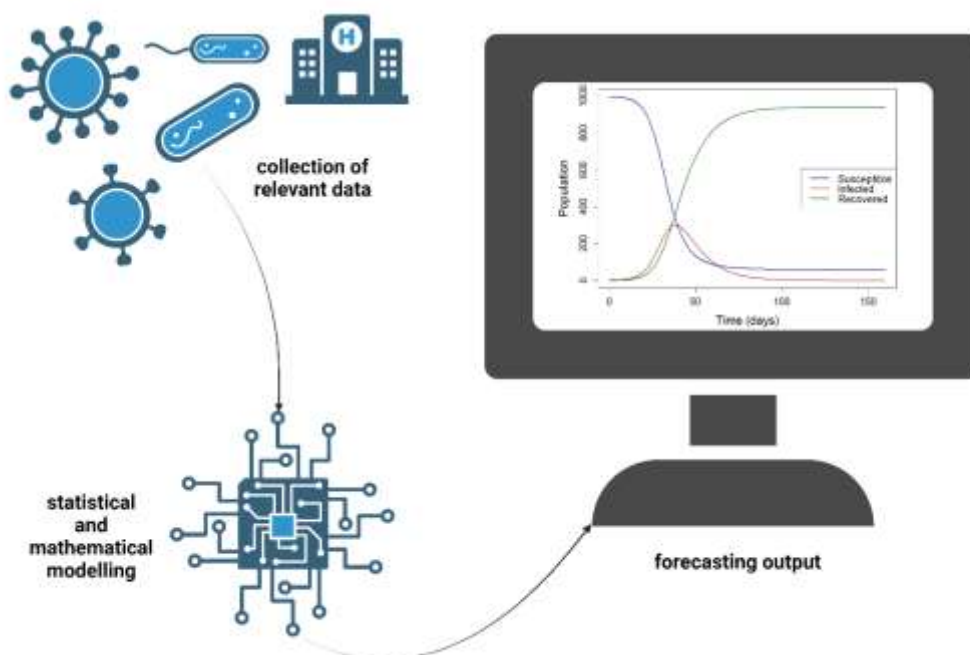 H
collection of
relevant data
statistical
and
mathematical
modelling
Population
0
200
400
600
800
1000
0
50
100
150
Time (days)
Susceptible
Infected
Recovered
forecasting output